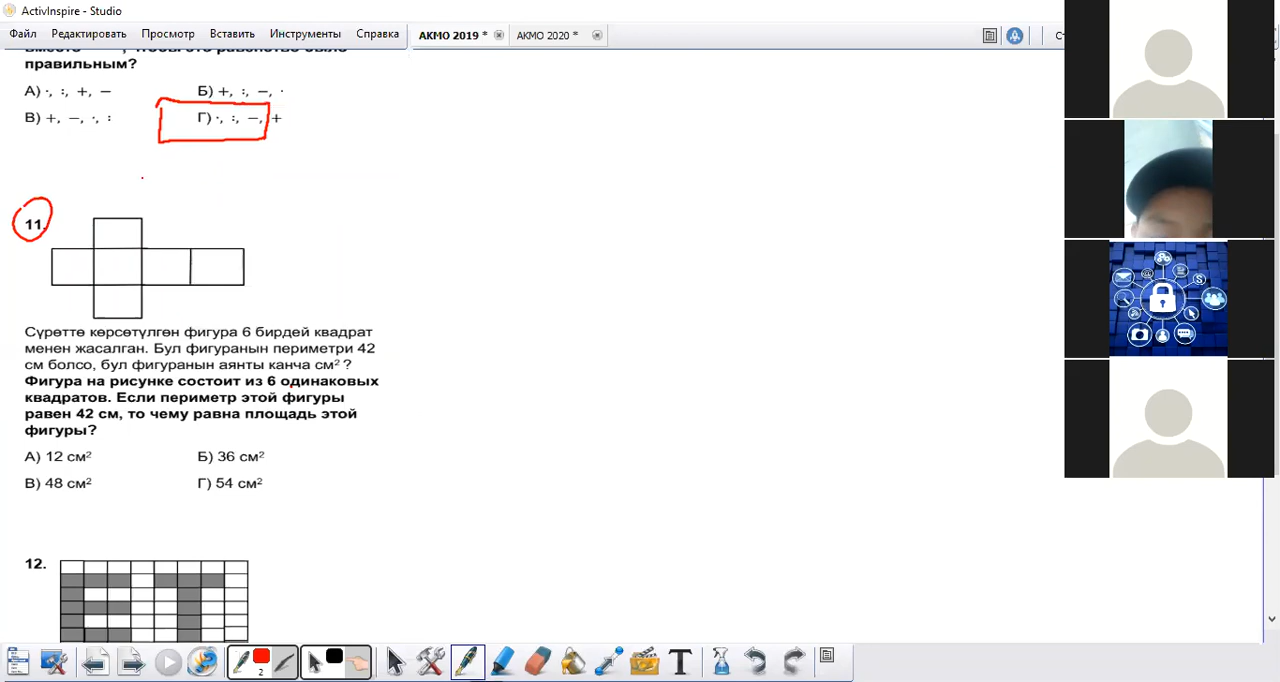 ActivInspire - Studio
Файл Редактировать Просмотр Вставить Инструменты Справка
АКМО 2019 *
АКМО 2020 *
правильным?
А) ·, :, +, −
Б) +, :, −, ·
В) +, −, ·, :
Г) ·, :, −, +
11.
Сүрөттө көрсөтүлгөн фигура 6 бирдей квадрат
менен жасалган. Бул фигуранын периметри 42
см болсо, бул фигуранын аянты канча см² ?
Фигура на рисунке состоит из 6 одинаковых
квадратов. Если периметр этой фигуры
равен 42 см, то чему равна площадь этой
фигуры?
А) 12 см²
Б) 36 см²
В) 48 см²
Г) 54 см²
12.
2
T